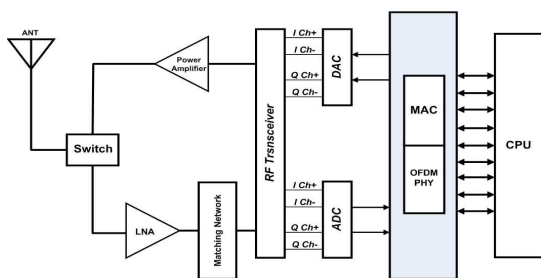 ANT
Power
Amplifier
Switch
LNA
Matching Network
RF Trnsceiver
I Ch+
I Ch-
Q Ch+
Q Ch-
DAC
I Ch+
I Ch-
Q Ch+
Q Ch-
ADC
MAC
OFDM
PHY
CPU